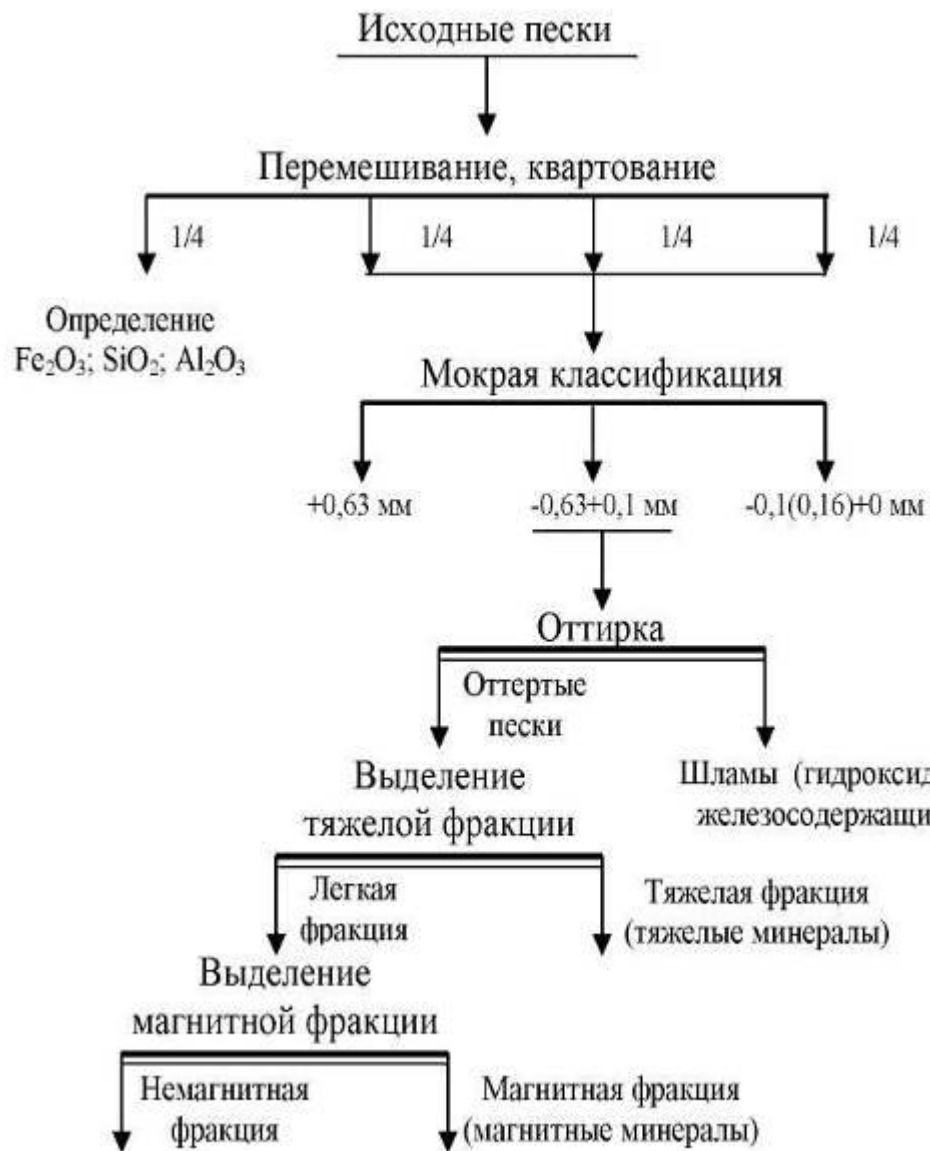 Исходные пески
Перемешивание, квартование
1/4 1/4 1/4 1/4
Определение
Fe₂O₃; SiO₂; Al₂O₃
Мокрая классификация
+0,63 мм -0,63+0,1 мм -0,1(0,16)+0 мм
Оттирка
Оттертые
пески
Выделение
тяжелой фракции
Шламы (гидроксид
железосодержащи
Легкая
фракция
Тяжелая фракция
(тяжелые минералы)
Выделение
магнитной фракции
Немагнитная
фракция
Магнитная фракция
(магнитные минералы)